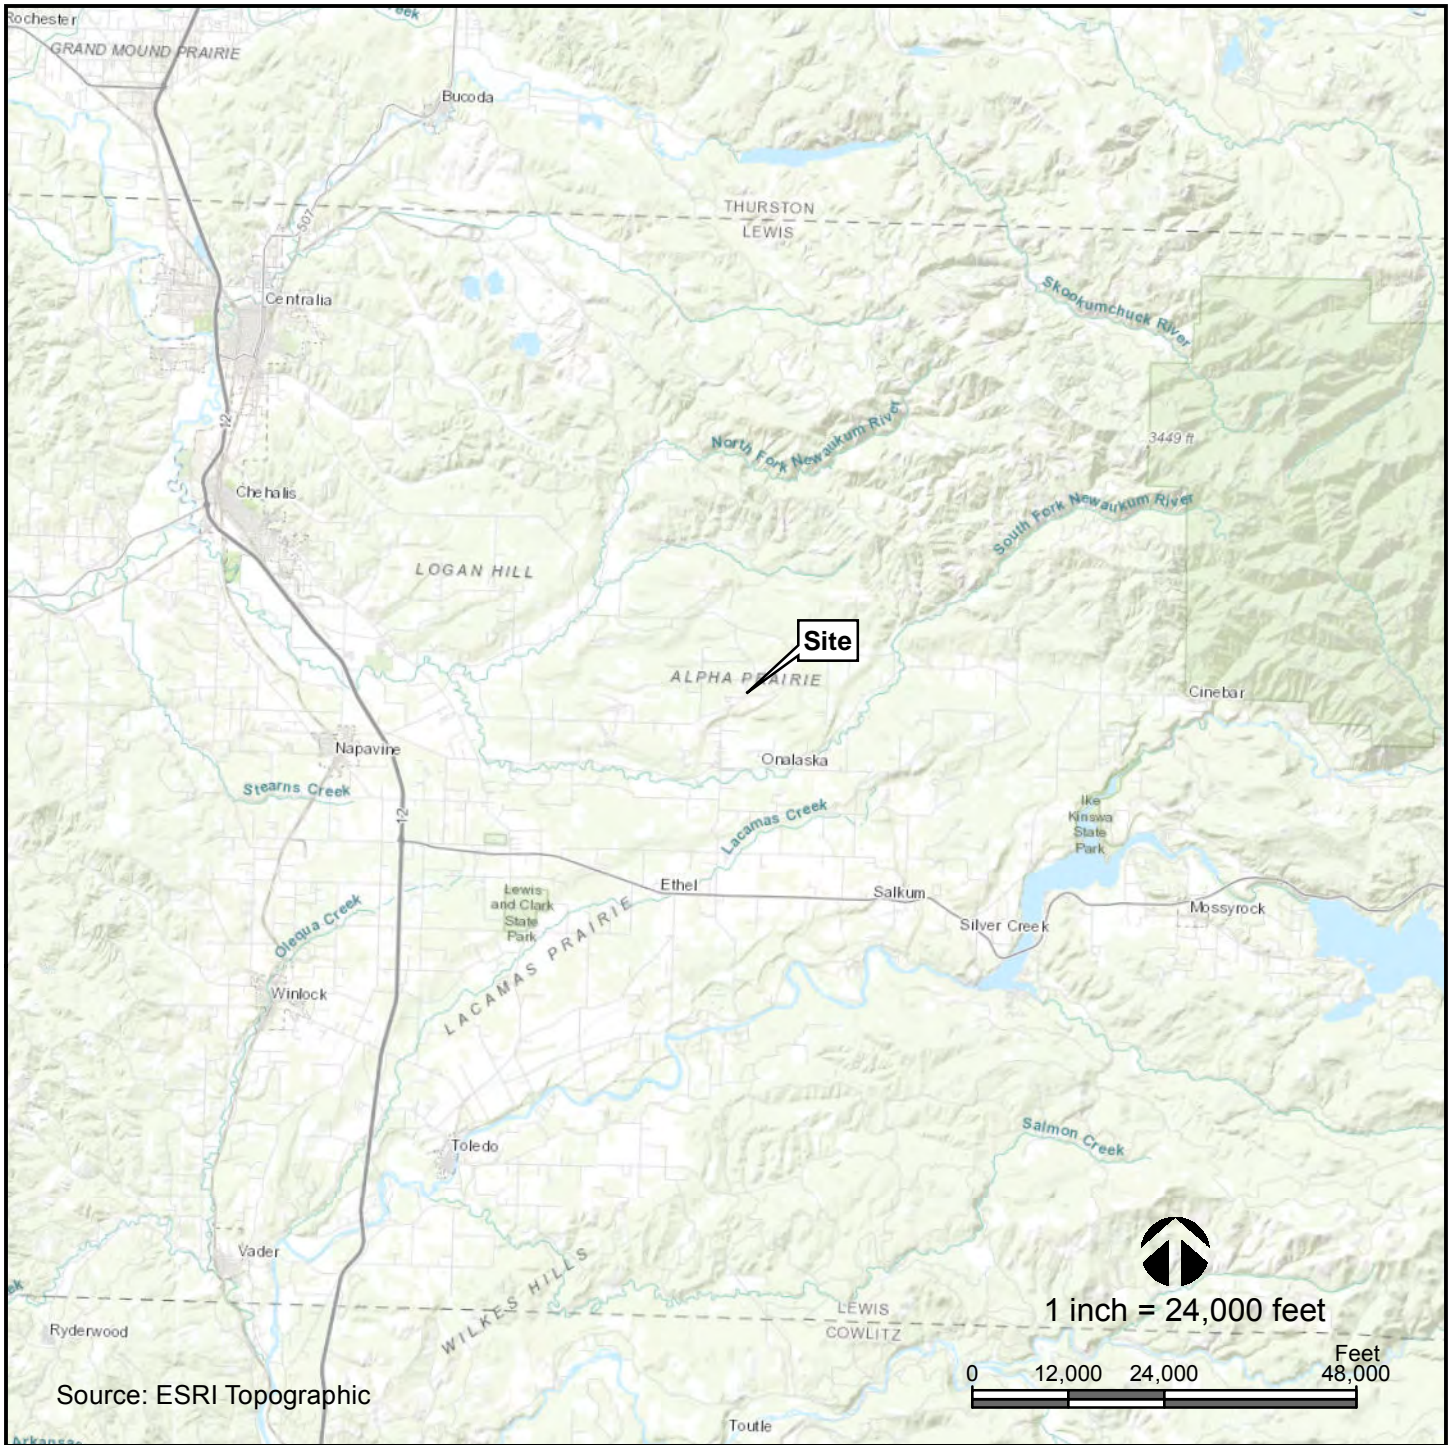 Rochester
eek
GRAND MOUND PRAIRIE
Bucoda
507
THURSTON
LEWIS
Centralia
Skookumchuck River
12
North Fork Newaukum River
3449 ft
Chehalis
South Fork Newaukum River
LOGAN HILL
Site
ALPHA PRAIRIE
Cinebar
Napavine
Onalaska
Stearns Creek
12
Lacamas Creek
Ike
Kinswa
State
Park
Ethel
Lewis
and Clark
State
Park
Salkum
Mossyrock
Silver Creek
Olequa Creek
LACAMAS PRAIRIE
Winlock
Salmon Creek
Toledo
Vader
WILKES HILLS
ek
LEWIS
COWLITZ
1 inch = 24,000 feet
Ryderwood
Feet
0 12,000 24,000 48,000
Source: ESRI Topographic
Toutle
Arkansas